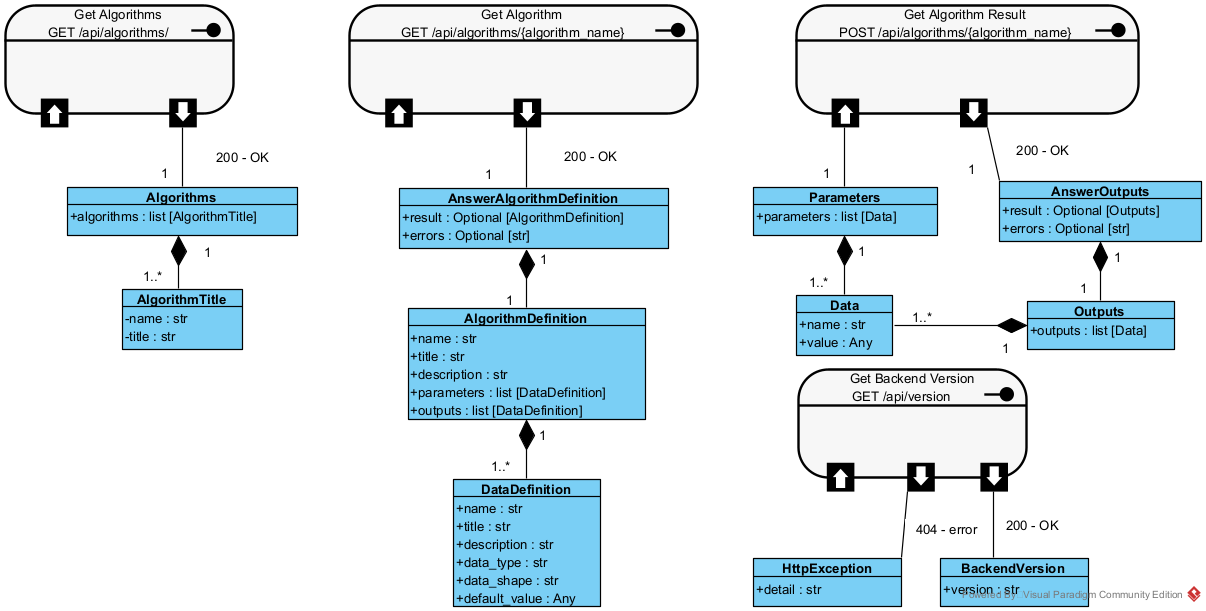 Get Algorithms
GET /api/algorithms/
200 - OK
1
Algorithms
+algorithms : list [AlgorithmTitle]
1
1..*
AlgorithmTitle
-name : str
-title : str
Get Algorithm
GET /api/algorithms/{algorithm_name}
200 - OK
1
AnswerAlgorithmDefinition
+result : Optional [AlgorithmDefinition]
+errors : Optional [str]
1
1
AlgorithmDefinition
+name : str
+title : str
+description : str
+parameters : list [DataDefinition]
+outputs : list [DataDefinition]
1
1..*
DataDefinition
+name : str
+title : str
+description : str
+data_type : str
+data_shape : str
+default_value : Any
Get Algorithm Result
POST /api/algorithms/{algorithm_name}
200 - OK
1
1
Parameters
+parameters : list [Data]
AnswerOutputs
+result : Optional [Outputs]
+errors : Optional [str]
1
1
1..*
1
Data
+name : str
+value : Any
1..*
1
Outputs
+outputs : list [Data]
Get Backend Version
GET /api/version
404 - error
200 - OK
HttpException
+detail : str
BackendVersion
+version : str
Powered By: Visual Paradigm Community Edition